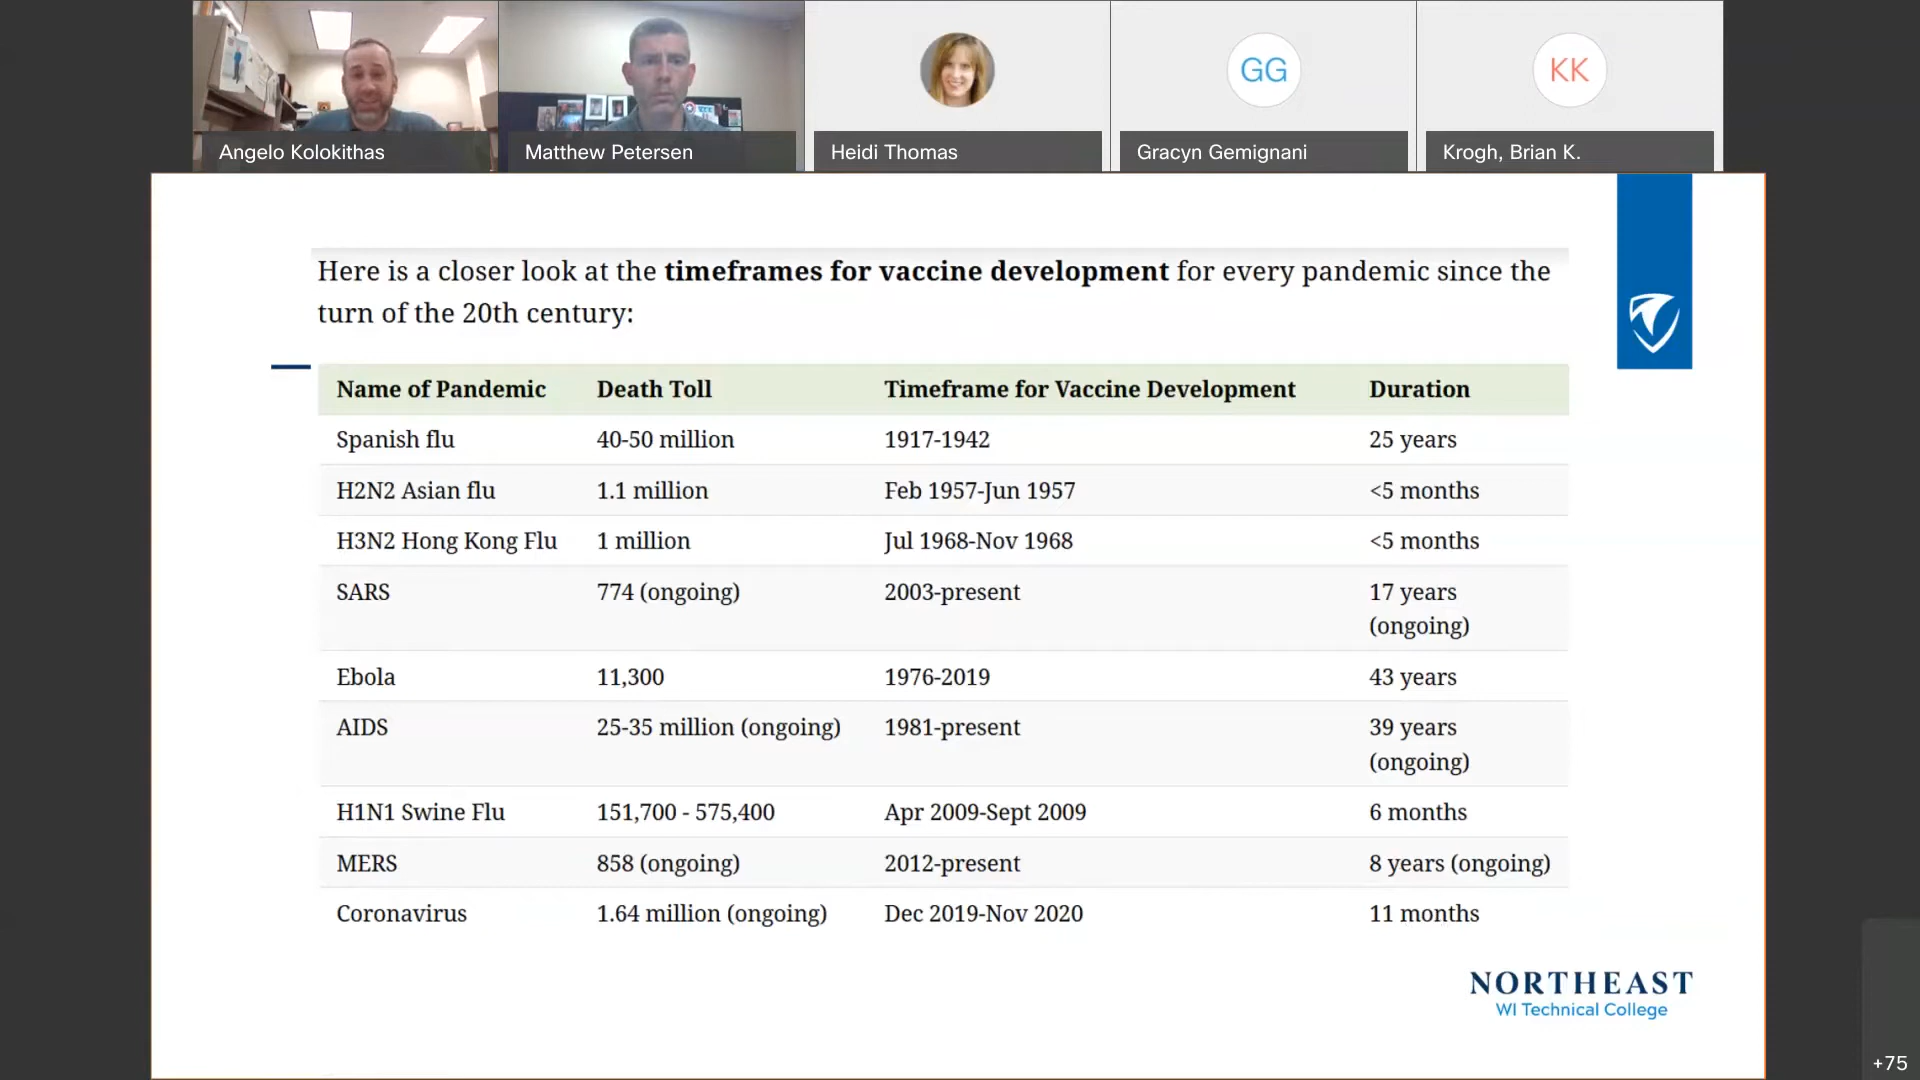 Angelo Kolokithas
Matthew Petersen
Heidi Thomas
GG
Gracyn Gemignani
KK
Krogh, Brian K.
Here is a closer look at the timeframes for vaccine development for every pandemic since the
turn of the 20th century:
Name of Pandemic Death Toll Timeframe for Vaccine Development Duration
Spanish flu 40-50 million 1917-1942 25 years
H2N2 Asian flu 1.1 million Feb 1957-Jun 1957 <5 months
H3N2 Hong Kong Flu 1 million Jul 1968-Nov 1968 <5 months
SARS 774 (ongoing) 2003-present 17 years
(ongoing)
Ebola 11,300 1976-2019 43 years
AIDS 25-35 million (ongoing) 1981-present 39 years
(ongoing)
H1N1 Swine Flu 151,700 - 575,400 Apr 2009-Sept 2009 6 months
MERS 858 (ongoing) 2012-present 8 years (ongoing)
Coronavirus 1.64 million (ongoing) Dec 2019-Nov 2020 11 months
NORTHEAST
WI Technical College
+75